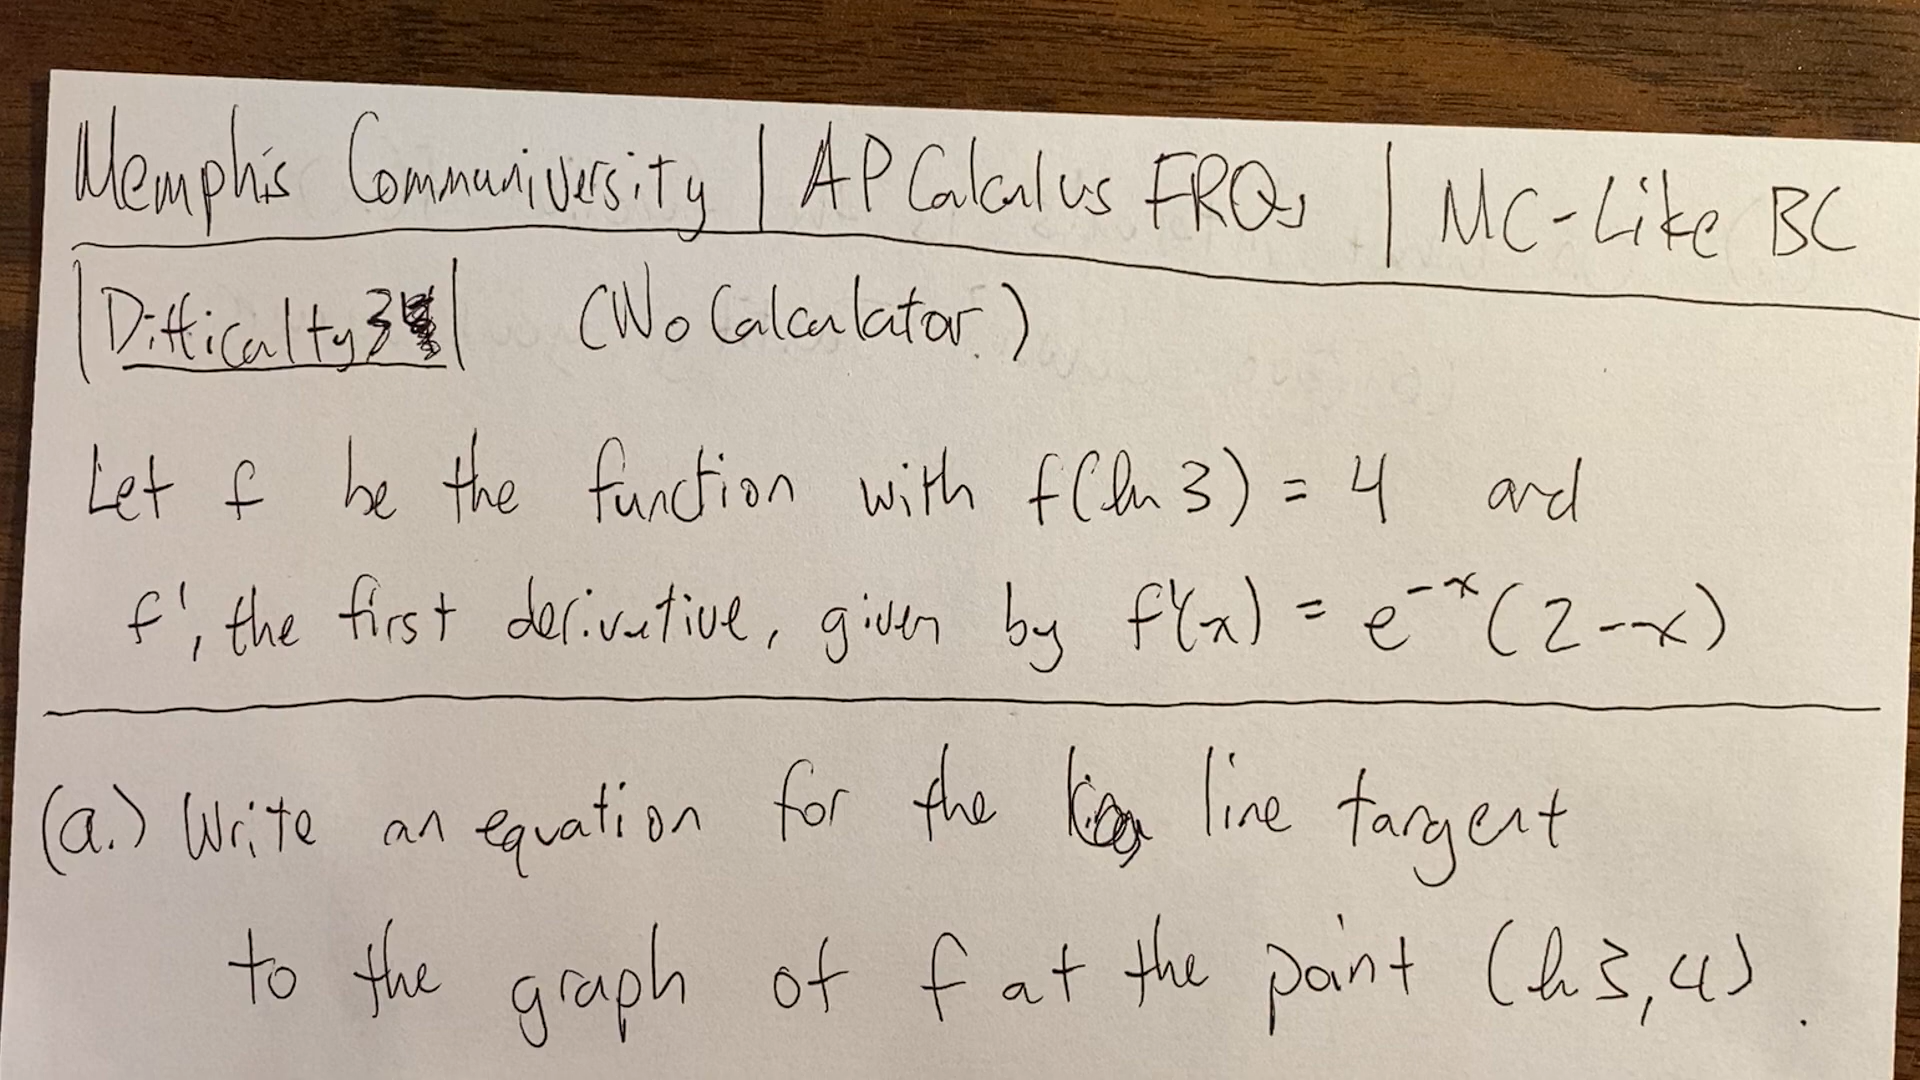 Memphis Communiversity | AP Calculus FRQs | MC-Like BC
|Difficulty 3| (No Calculator.)
Let f be the function with f(ln 3) = 4 and
f', the first derivative, given by f'(x) = e^{-x}(2-x)
(a.) Write an equation for the line tangent
to the graph of f at the point (ln 3, 4).